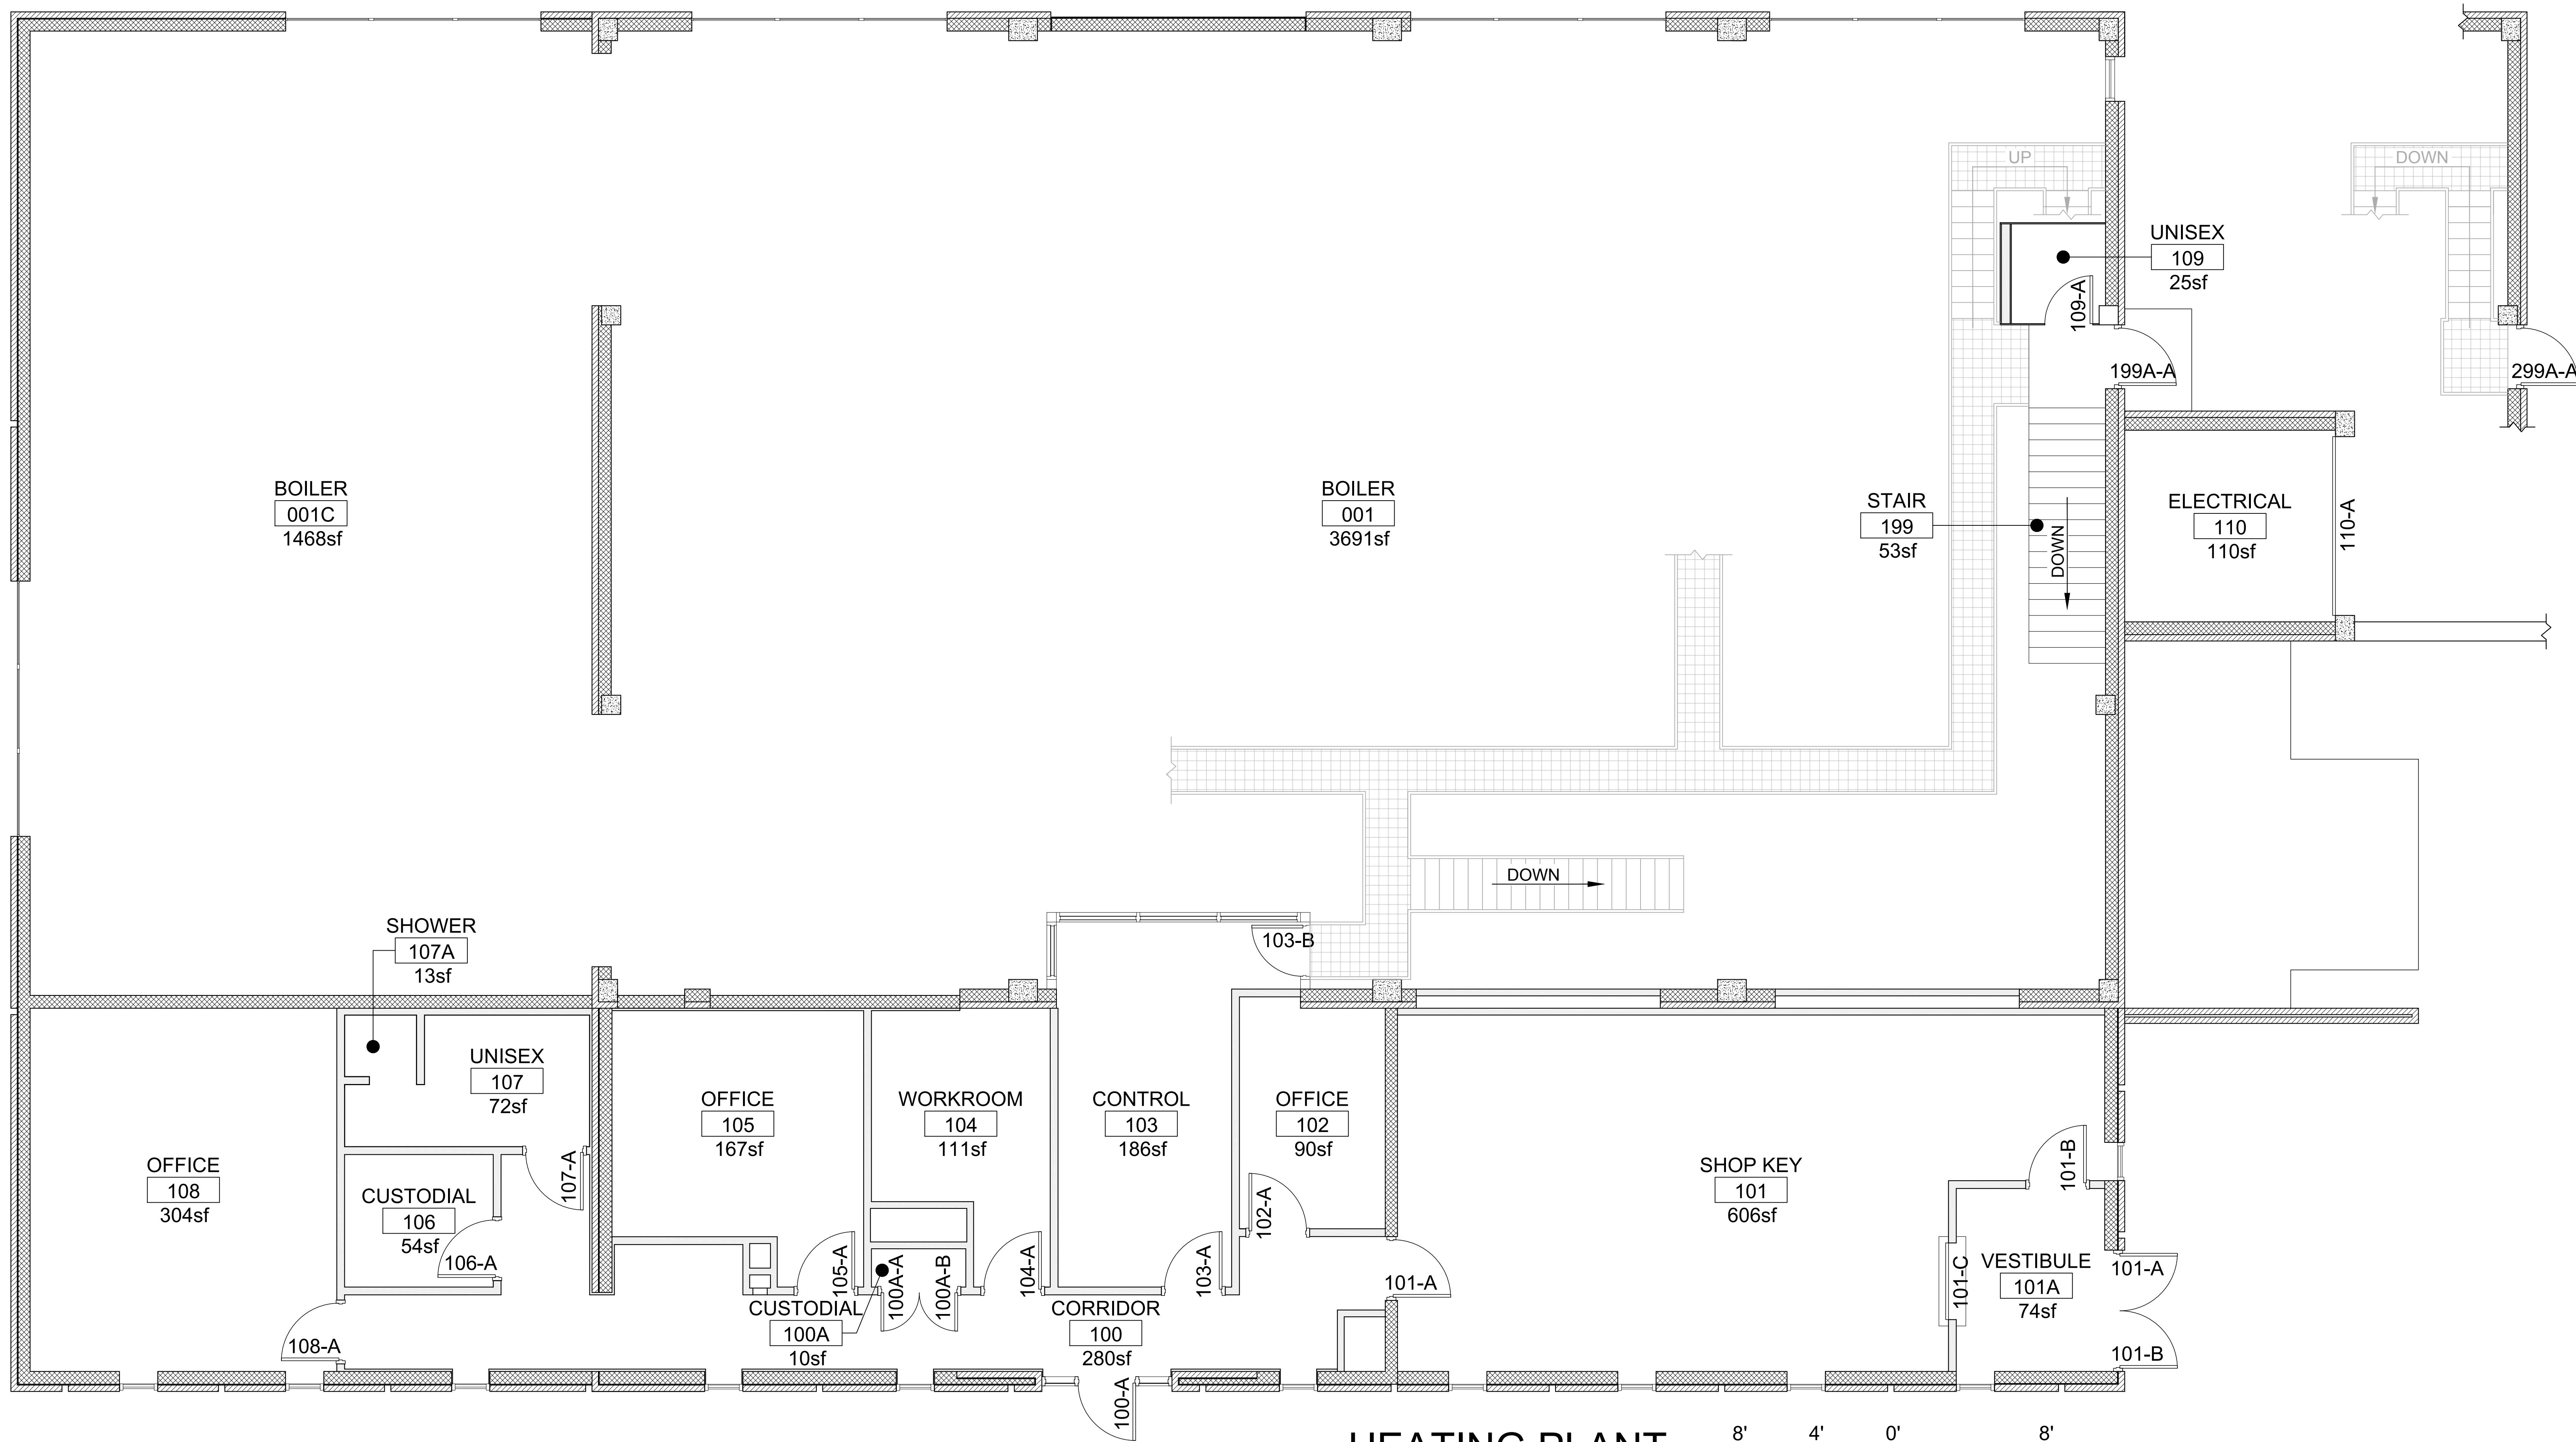 UP
DOWN
UNISEX
109
25sf
109-A
199A-A
299A-A
BOILER
001C
1468sf
BOILER
001
3691sf
STAIR
199
53sf
DOWN
ELECTRICAL
110
110sf
110-A
DOWN
SHOWER
107A
13sf
103-B
UNISEX
107
72sf
OFFICE
105
167sf
WORKROOM
104
111sf
CONTROL
103
186sf
OFFICE
102
90sf
OFFICE
108
304sf
CUSTODIAL
106
54sf
106-A
107-A
SHOP KEY
101
606sf
101-B
102-A
105-A
100A-A
100A-B
104-A
103-A
101-A
101-C
VESTIBULE
101A
74sf
101-A
101-B
CUSTODIAL
100A
10sf
CORRIDOR
100
280sf
108-A
100-A
HEATING PLANT
8' 4' 0' 8'